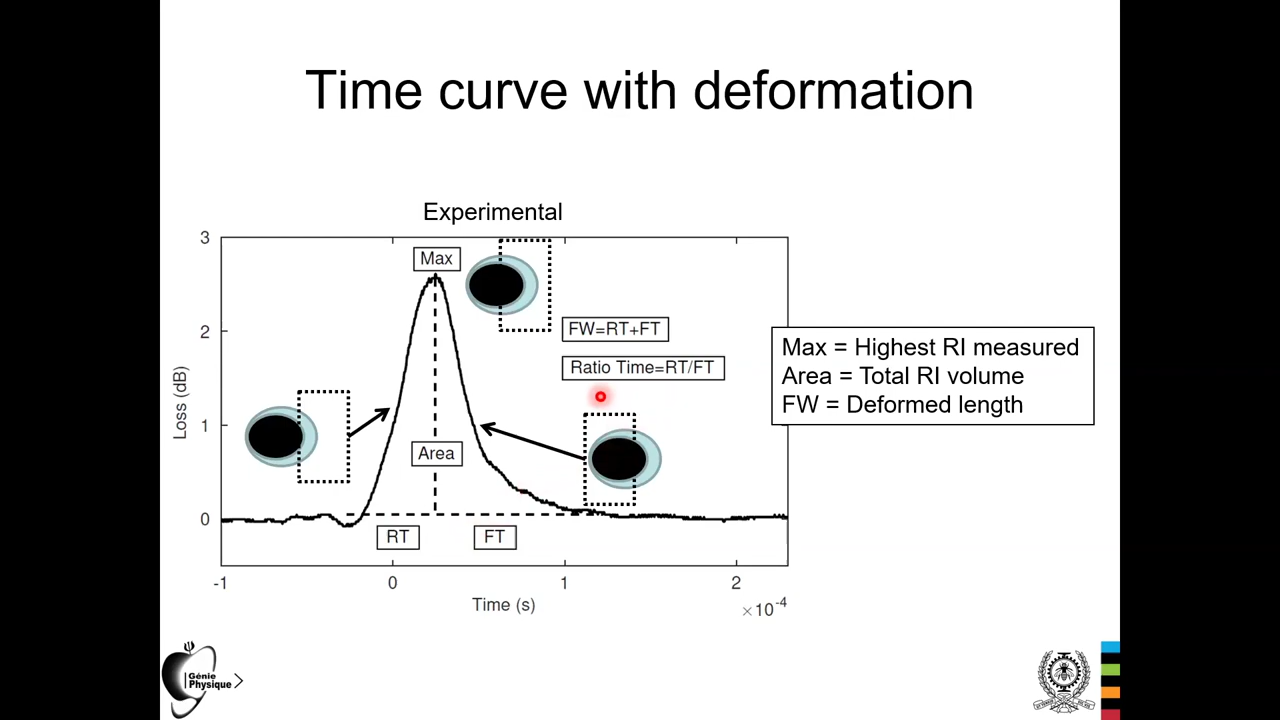 Time curve with deformation
Experimental
3
2
1
0
Loss (dB)
Max
FW=RT+FT
Ratio Time=RT/FT
Area
RT
FT
-1
0
1
2
Time (s)
×10⁻⁴
Max = Highest RI measured
Area = Total RI volume
FW = Deformed length
Génie
Physique